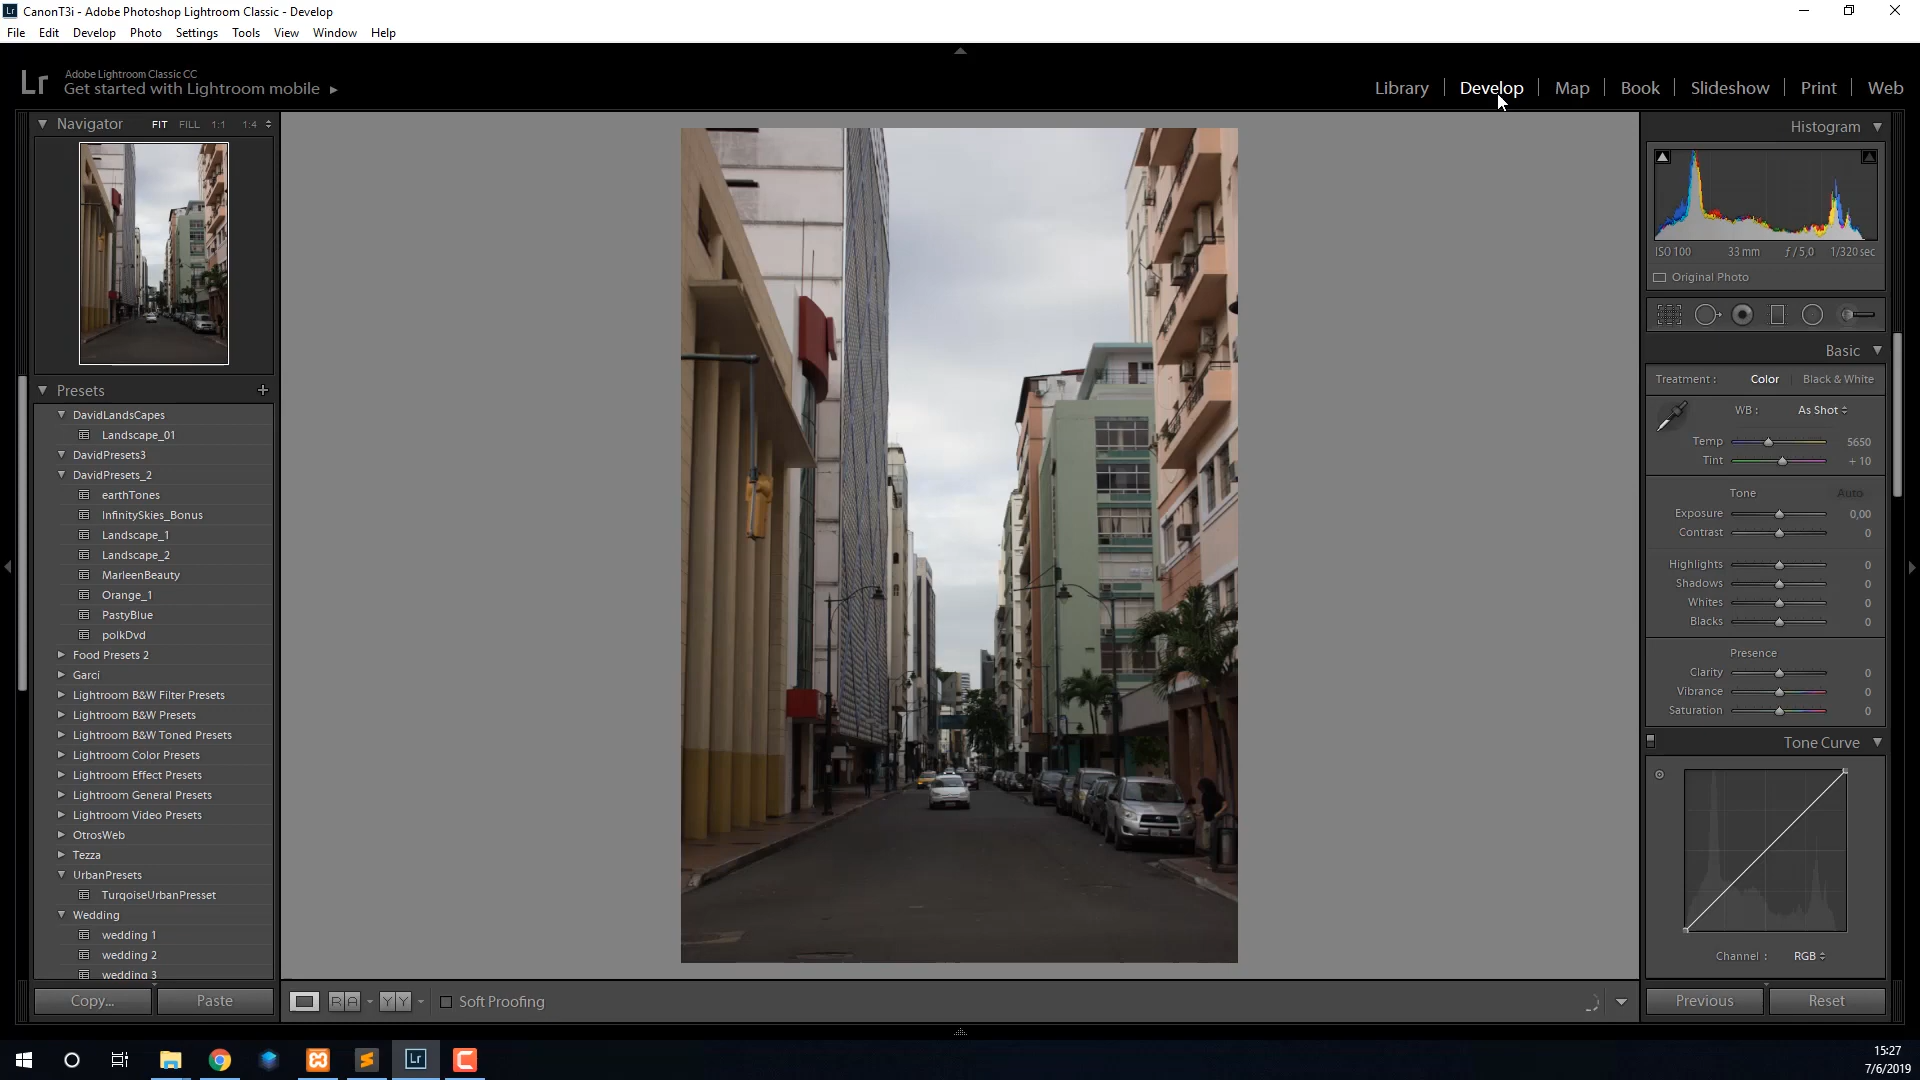 CanonT3i - Adobe Photoshop Lightroom Classic - Develop
File Edit Develop Photo Settings Tools View Window Help
Lr
Adobe Lightroom Classic CC
Get started with Lightroom mobile
Library Develop Map Book Slideshow Print Web
Navigator FIT FILL 1:1 1:4
Presets
DavidLandsCapes
Landscape_01
DavidPresets3
DavidPresets_2
earthTones
InfinitySkies_Bonus
Landscape_1
Landscape_2
MarleenBeauty
Orange_1
PastyBlue
polkDvd
Food Presets 2
Garci
Lightroom B&W Filter Presets
Lightroom B&W Presets
Lightroom B&W Toned Presets
Lightroom Color Presets
Lightroom Effect Presets
Lightroom General Presets
Lightroom Video Presets
OtrosWeb
Tezza
UrbanPresets
TurqoiseUrbanPresset
Wedding
wedding 1
wedding 2
wedding 3
Copy... Paste
R A Y Y Soft Proofing
Histogram
ISO 100 33 mm f / 5,0 1/320 sec
Original Photo
Basic
Treatment : Color Black & White
WB : As Shot
Temp 5650
Tint + 10
Tone Auto
Exposure 0,00
Contrast 0
Highlights 0
Shadows 0
Whites 0
Blacks 0
Presence
Clarity 0
Vibrance 0
Saturation 0
Tone Curve
Channel : RGB
Previous Reset
Lr
15:27
7/6/2019